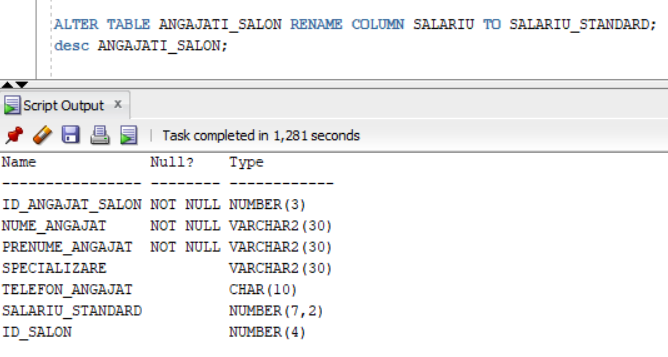 ALTER TABLE ANGAJATI_SALON RENAME COLUMN SALARIU TO SALARIU_STANDARD;
desc ANGAJATI_SALON;
Script Output x
Task completed in 1,281 seconds
Name Null? Type
---------------- -------- ------------
ID_ANGAJAT_SALON NOT NULL NUMBER(3)
NUME_ANGAJAT NOT NULL VARCHAR2(30)
PRENUME_ANGAJAT NOT NULL VARCHAR2(30)
SPECIALIZARE VARCHAR2(30)
TELEFON_ANGAJAT CHAR(10)
SALARIU_STANDARD NUMBER(7,2)
ID_SALON NUMBER(4)